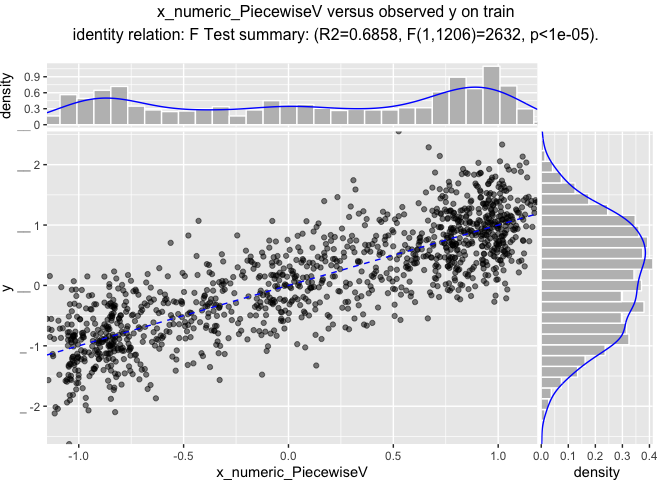 x_numeric_PiecewiseV versus observed y on train
identity relation: F Test summary: (R2=0.6858, F(1,1206)=2632, p<1e-05).
density
0.9
0.6
0.3
0
y
2
1
0
-1
-2
-1.0 -0.5 0.0 0.5 1.0
x_numeric_PiecewiseV
0.0 0.1 0.2 0.3 0.4
density